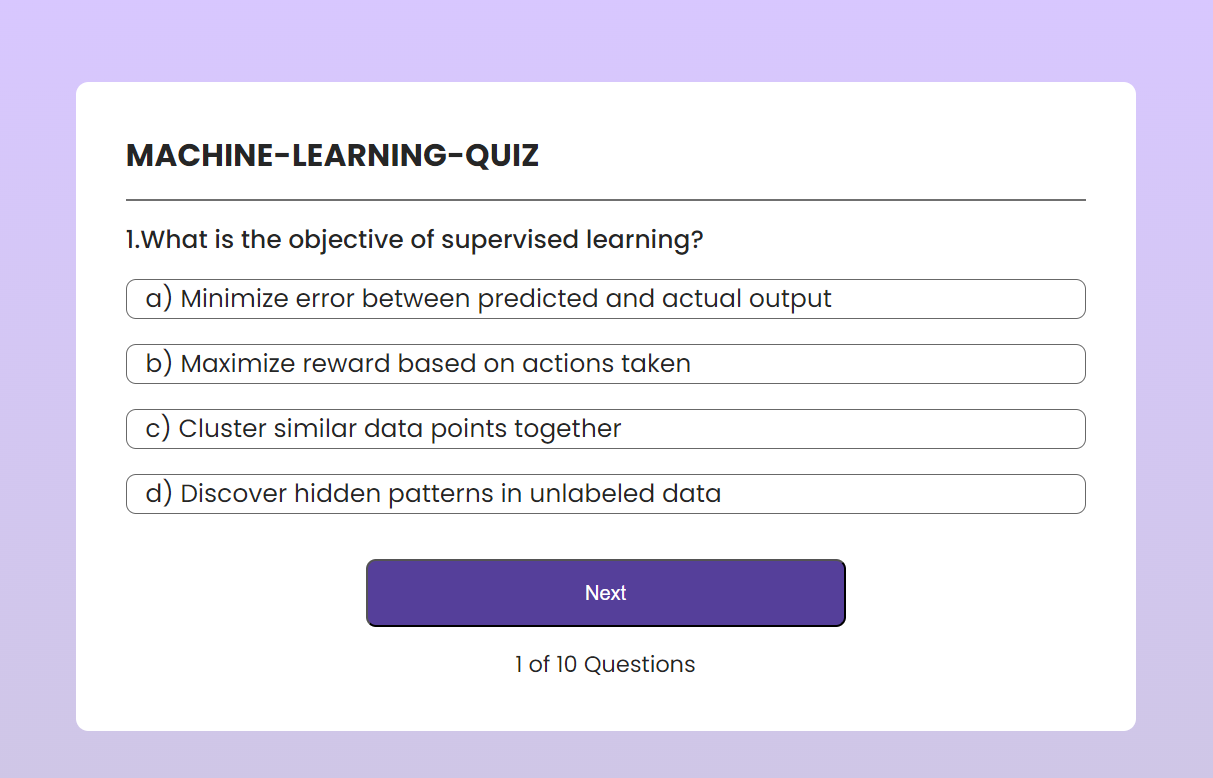 MACHINE-LEARNING-QUIZ
1.What is the objective of supervised learning?
a) Minimize error between predicted and actual output
b) Maximize reward based on actions taken
c) Cluster similar data points together
d) Discover hidden patterns in unlabeled data
Next
1 of 10 Questions